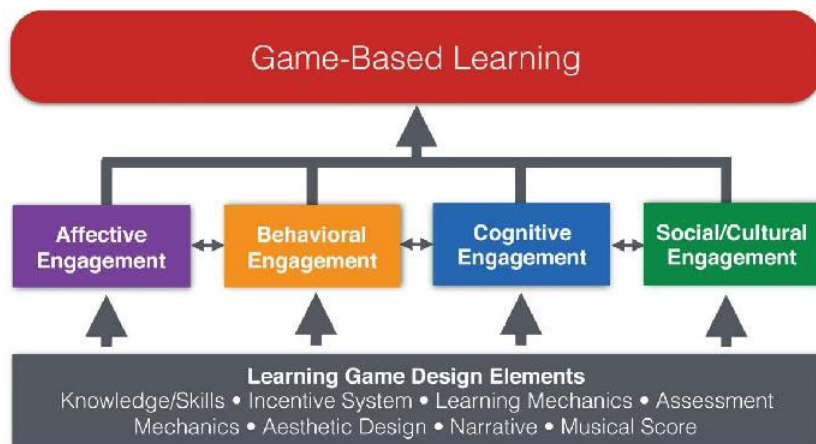 Game-Based Learning
Affective
Engagement
Behavioral
Engagement
Cognitive
Engagement
Social/Cultural
Engagement
Learning Game Design Elements
Knowledge/Skills • Incentive System • Learning Mechanics • Assessment
Mechanics • Aesthetic Design • Narrative • Musical Score